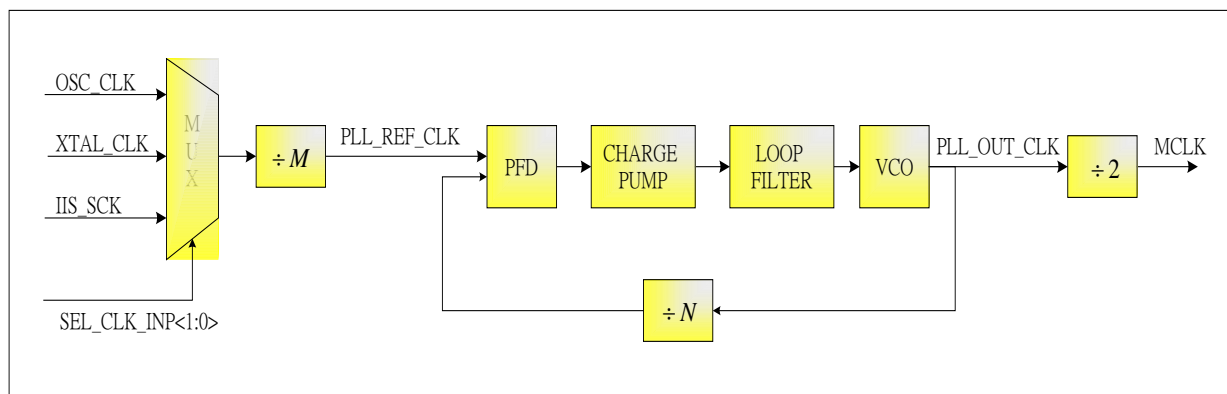 OSC_CLK
XTAL_CLK
IIS_SCK
SEL_CLK_INP<1:0>
M
U
X
÷M
PLL_REF_CLK
PFD
CHARGE
PUMP
LOOP
FILTER
VCO
PLL_OUT_CLK
÷2
MCLK
÷N